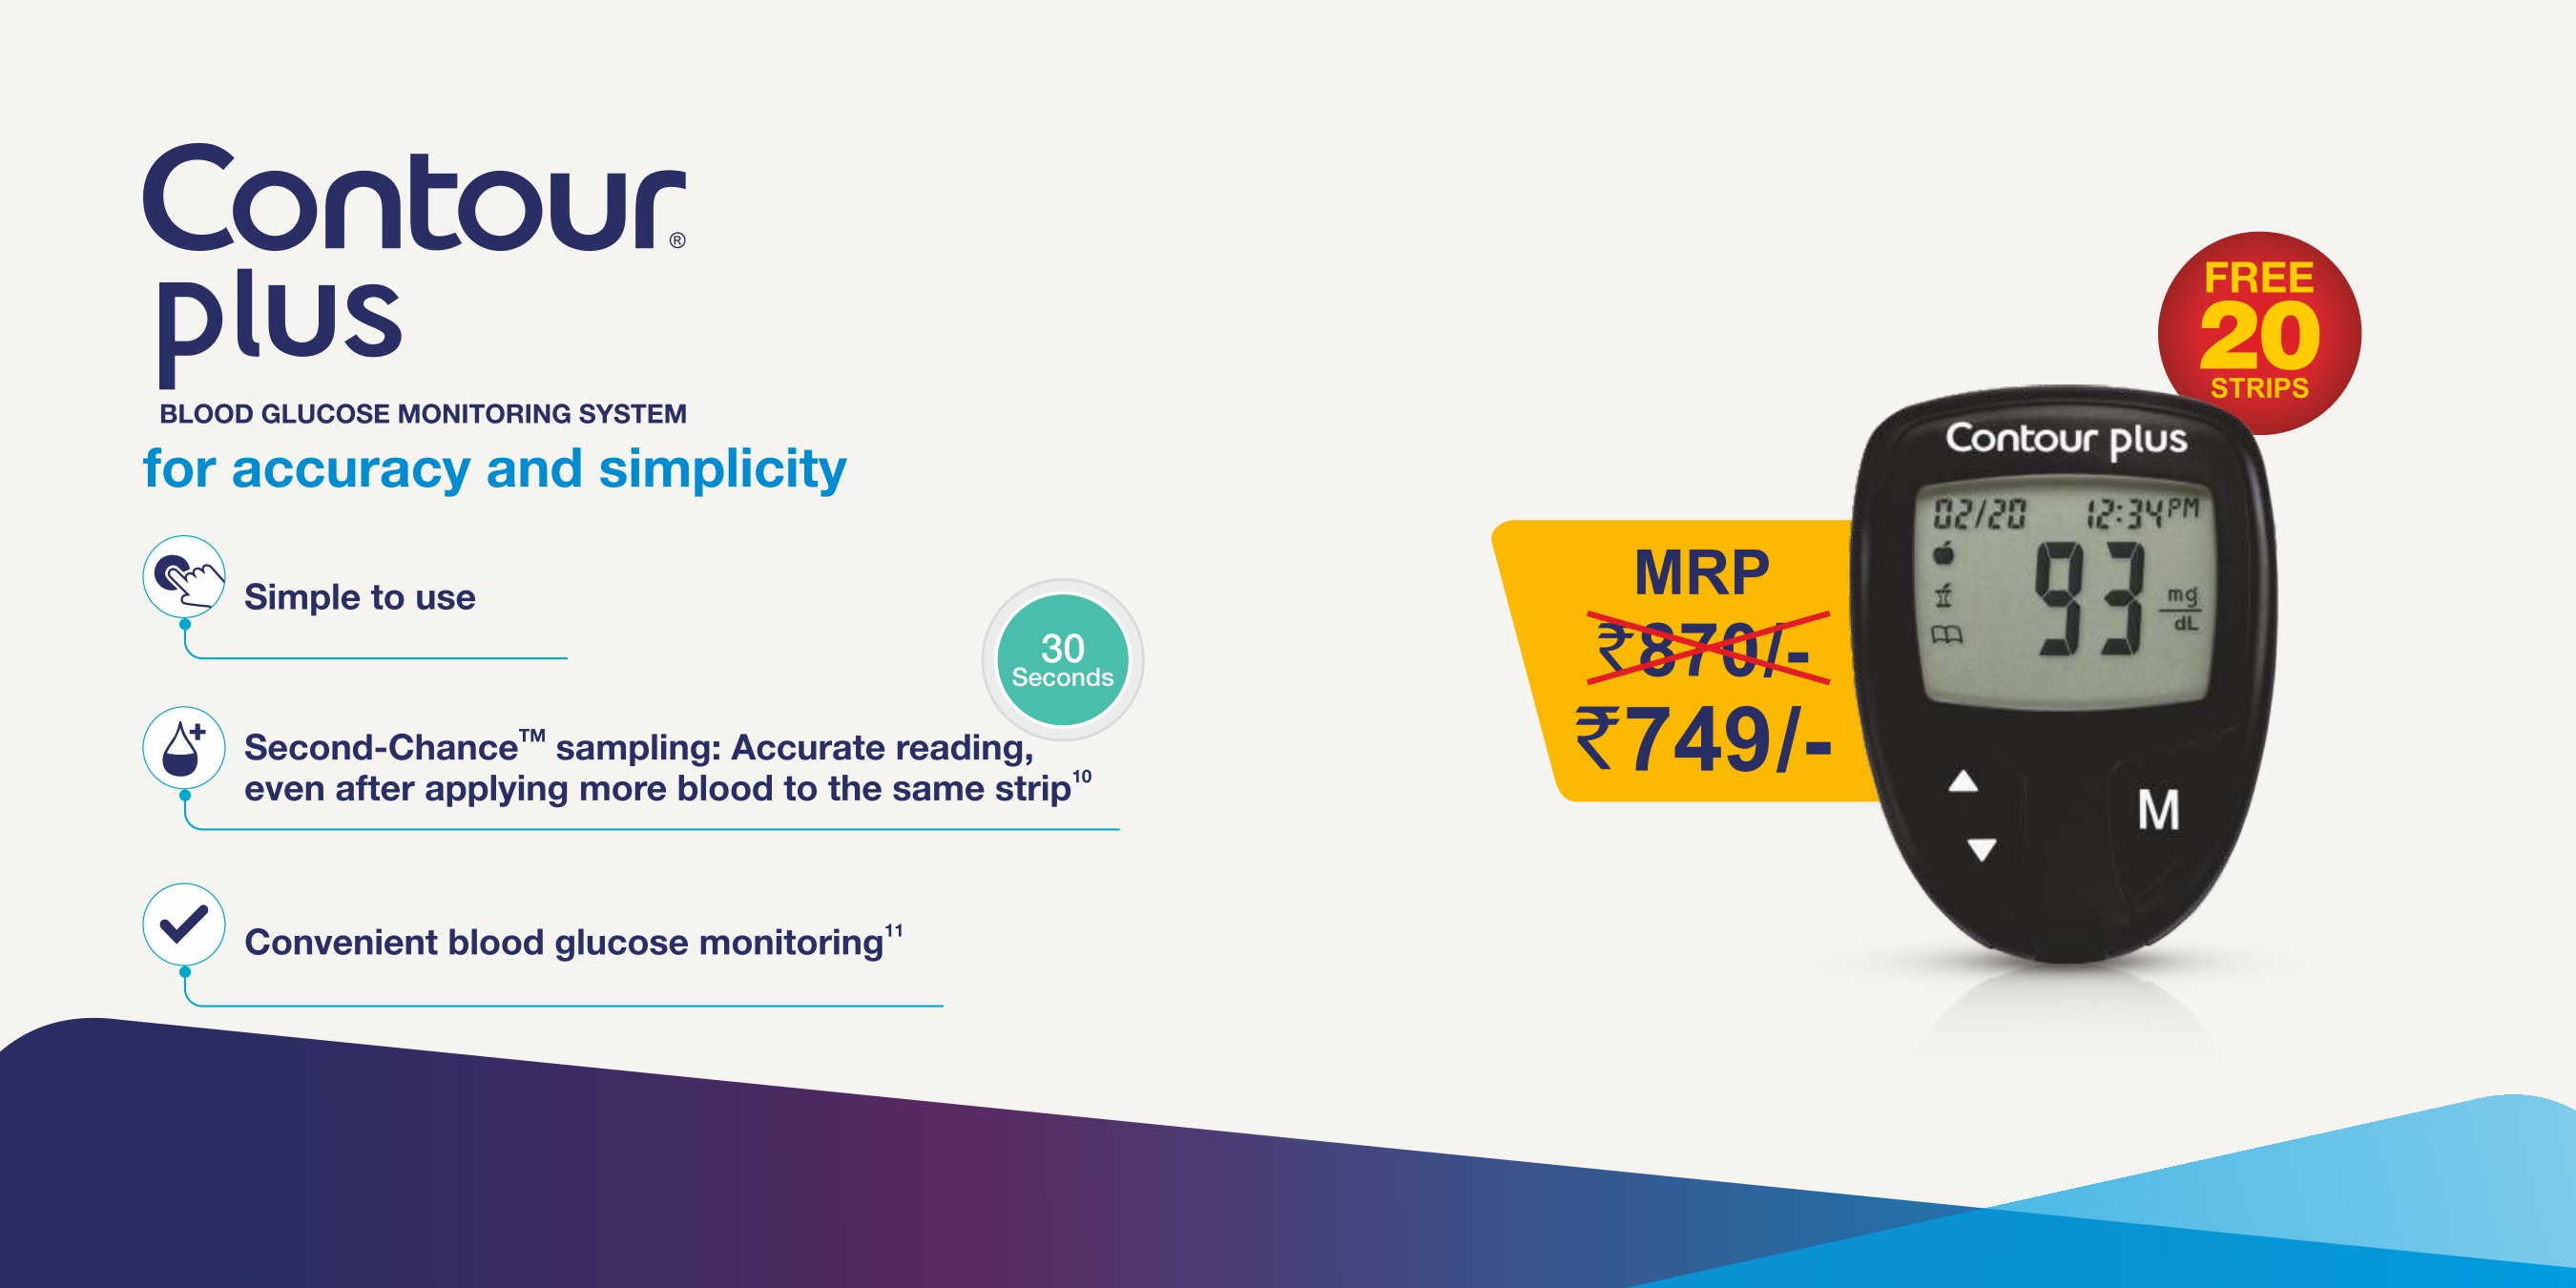 Contour®
plus
BLOOD GLUCOSE MONITORING SYSTEM
for accuracy and simplicity
Simple to use
30
Seconds
Second-Chance™ sampling: Accurate reading,
even after applying more blood to the same strip¹⁰
Convenient blood glucose monitoring¹¹
MRP
₹870/-
₹749/-
FREE
20
STRIPS
Contour plus
02/20 12:34PM
93 mg/dL
M